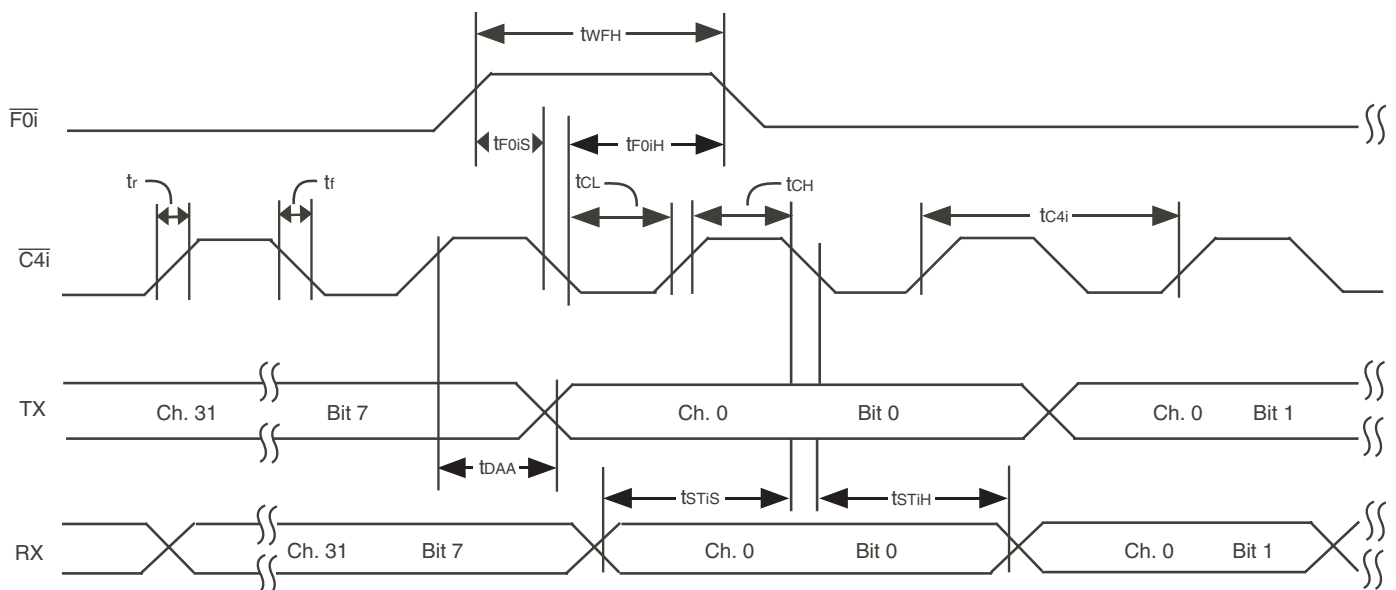 tWFH
F0i
tF0iS
tF0iH
tr
tf
tCL
tCH
tC4i
C4i
TX
Ch. 31 Bit 7 Ch. 0 Bit 0 Ch. 0 Bit 1
tDAA
tSTiS
tSTiH
RX
Ch. 31 Bit 7 Ch. 0 Bit 0 Ch. 0 Bit 1